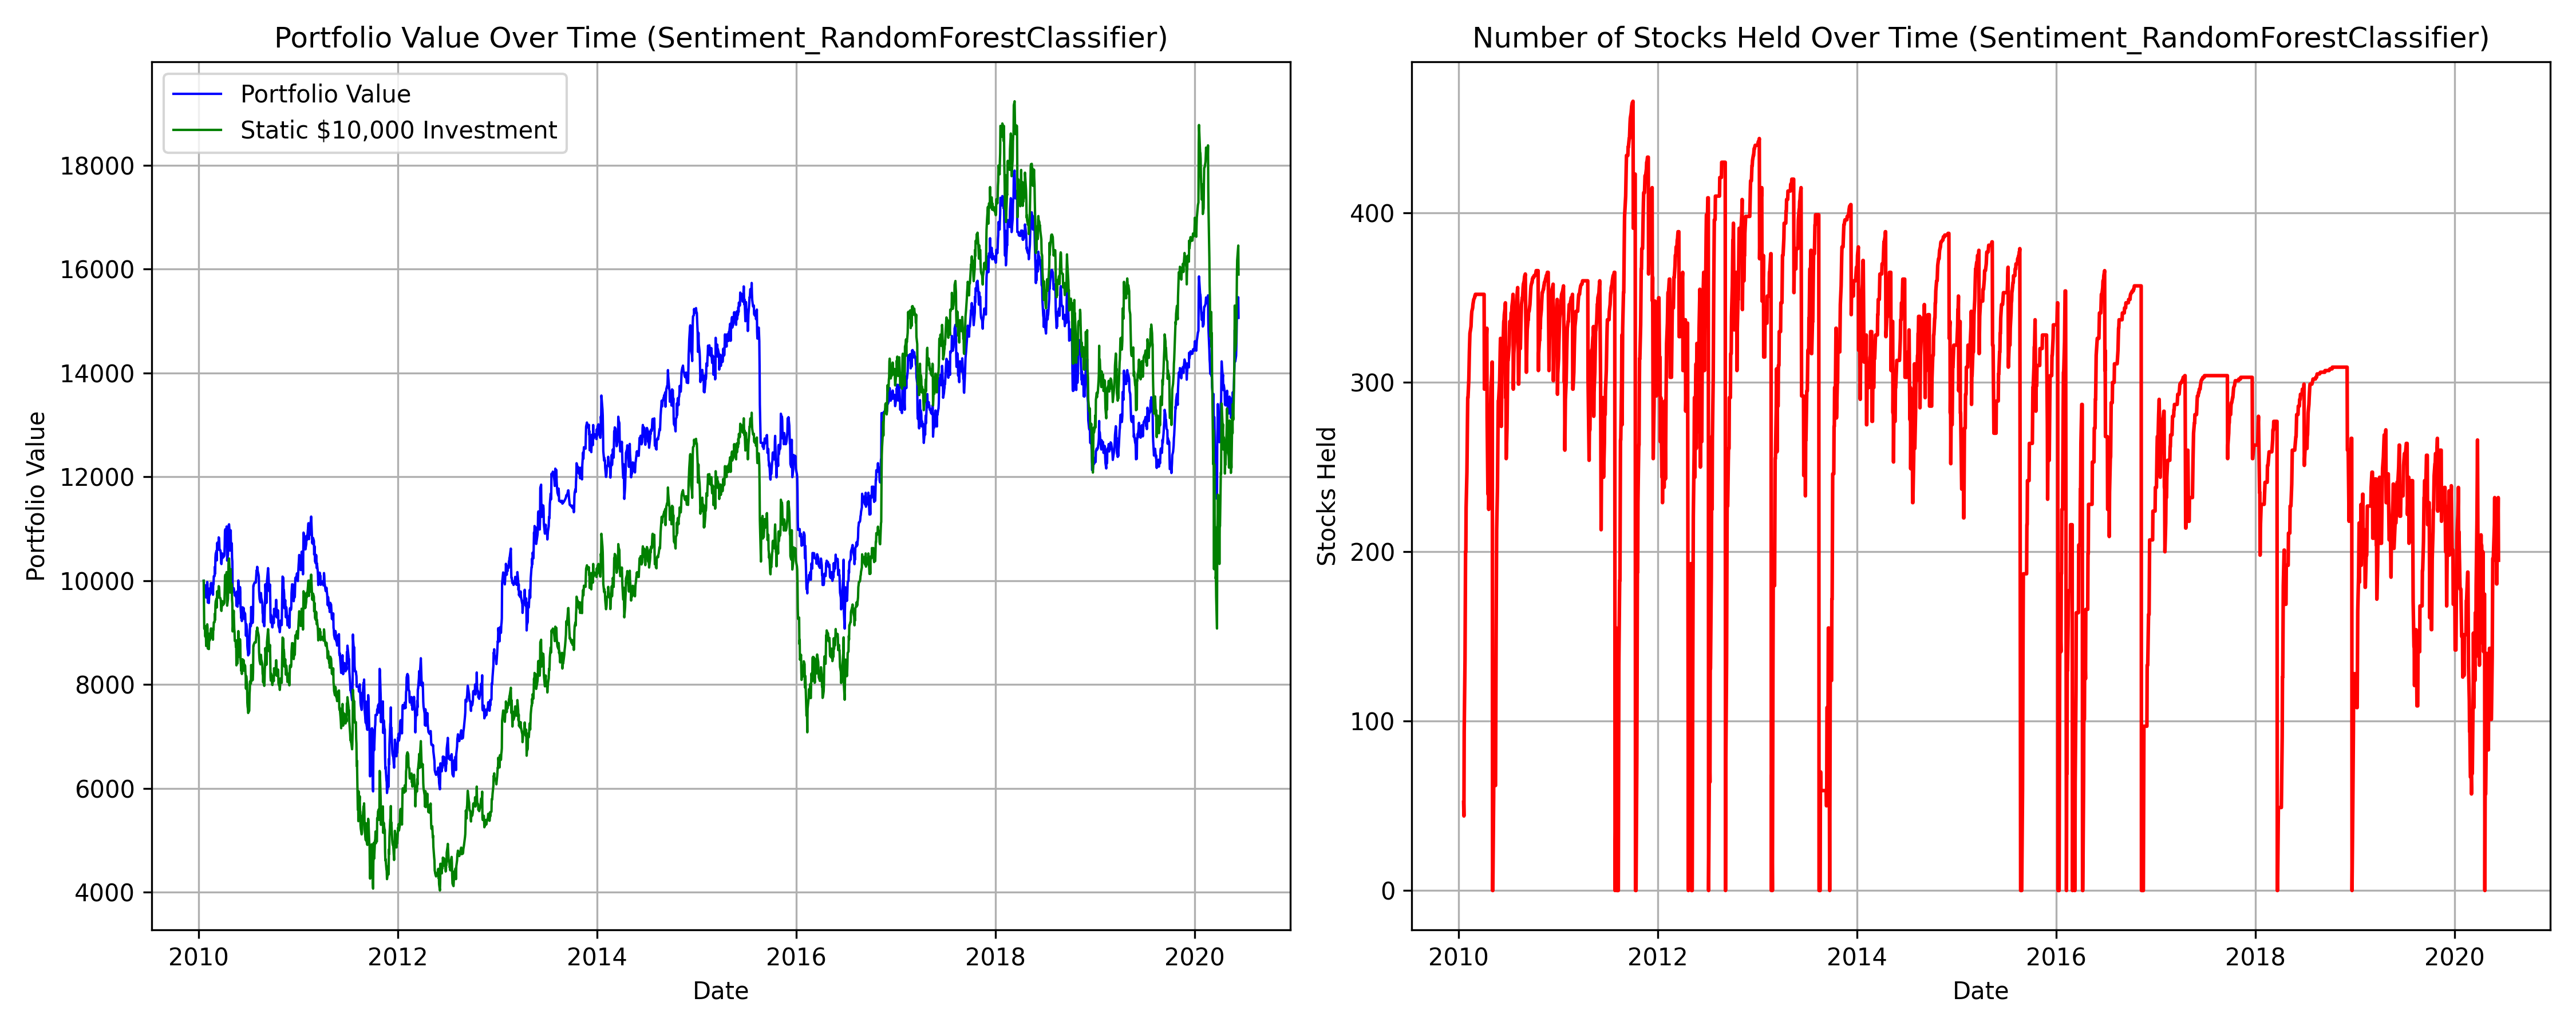 Portfolio Value Over Time (Sentiment_RandomForestClassifier)
Portfolio Value
Static $10,000 Investment
Portfolio Value
18000
16000
14000
12000
10000
8000
6000
4000
2010 2012 2014 2016 2018 2020
Date
Number of Stocks Held Over Time (Sentiment_RandomForestClassifier)
Stocks Held
400
300
200
100
0
2010 2012 2014 2016 2018 2020
Date